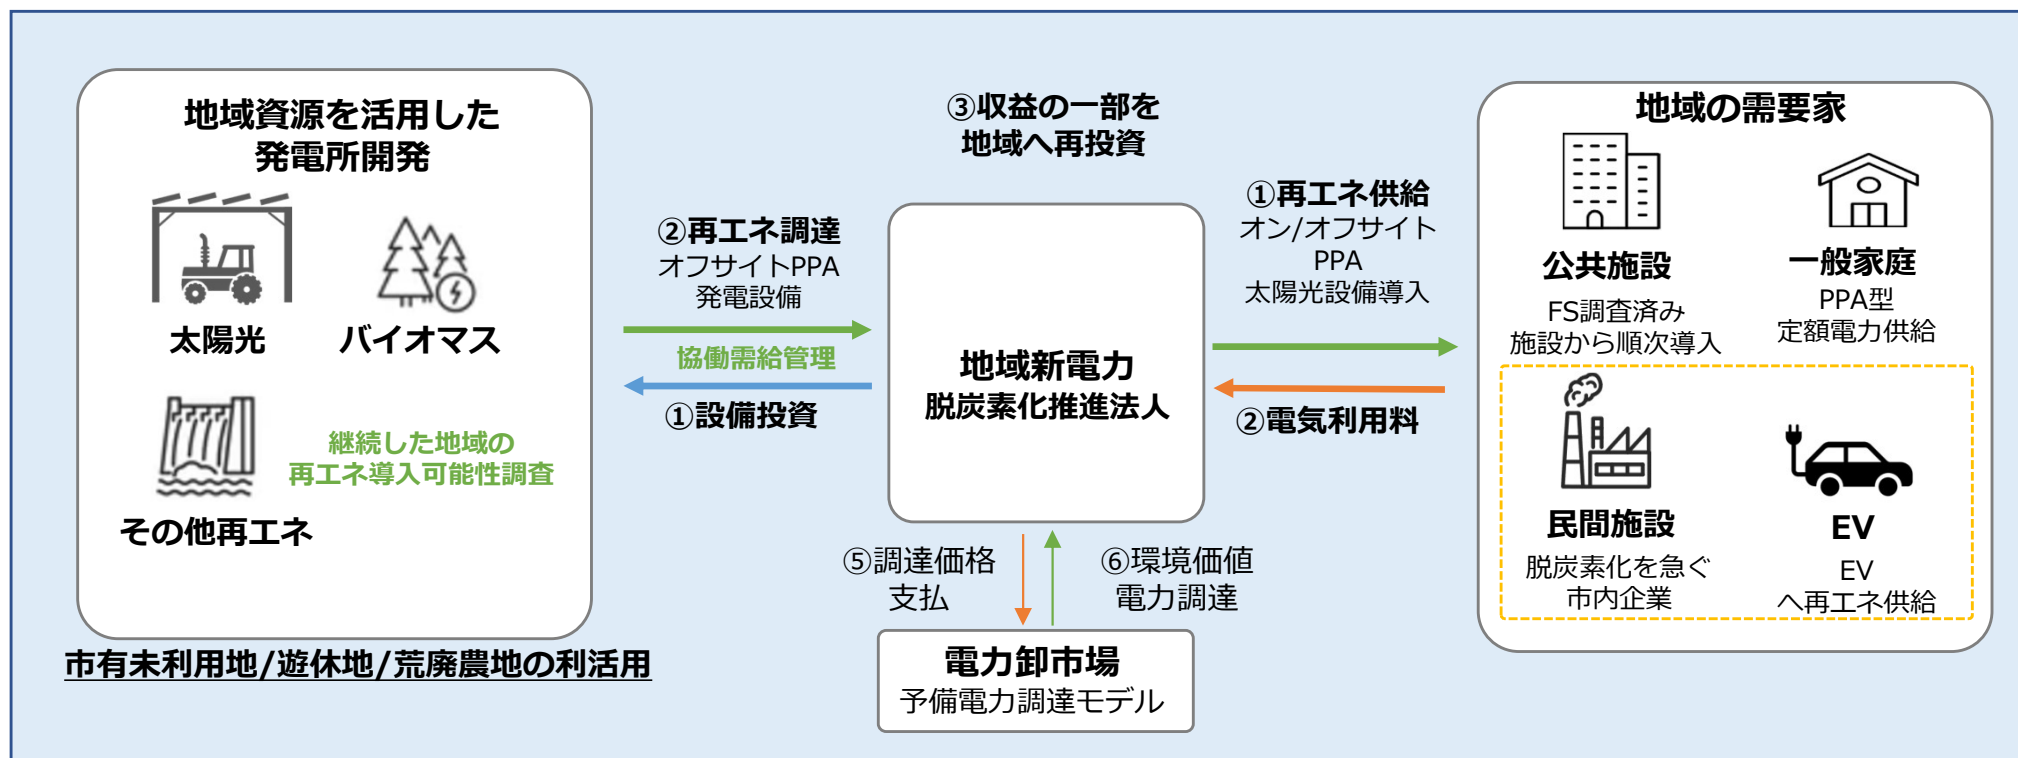 地域資源を活用した
発電所開発
太陽光
バイオマス
その他再エネ
継続した地域の
再エネ導入可能性調査
市有未利用地/遊休地/荒廃農地の利活用
②再エネ調達
オフサイトPPA
発電設備
協働需給管理
①設備投資
③収益の一部を
地域へ再投資
地域新電力
脱炭素化推進法人
⑤調達価格
支払
⑥環境価値
電力調達
電力卸市場
予備電力調達モデル
①再エネ供給
オン/オフサイト
PPA
太陽光設備導入
②電気利用料
地域の需要家
公共施設
FS調査済み
施設から順次導入
一般家庭
PPA型
定額電力供給
民間施設
脱炭素化を急ぐ
市内企業
EV
EV
へ再エネ供給